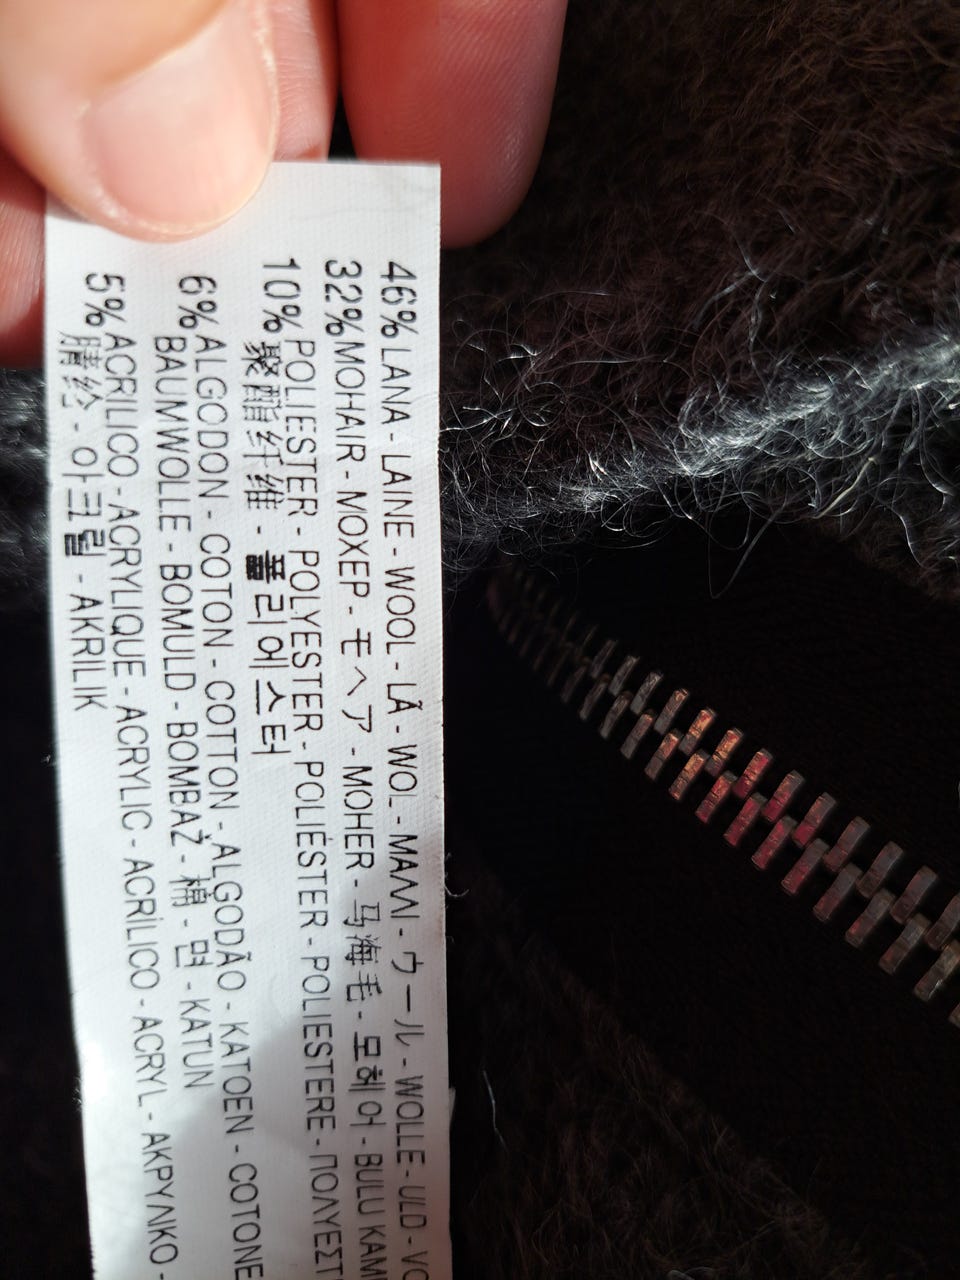 46% LANA - LAINE - WOOL - LÃ - WOL - ΜΑΛΛΙ - ウール - WOLLE - ULD - VO
32% MOHAIR - MOXEP - モヘア - MOHER - 马海毛 - 모헤어 - BULU KAM
10% POLIESTER - POLYESTER - POLIÉSTER - POLIESTERE - ΠΟΛΥΕΣΤ
聚酯纤维 - 폴리에스터
6% ALGODON - COTON - COTTON - ALGODÃO - KATOEN - COTONE
BAUMWOLLE - BOMULD - BOMBAŽ - 棉 - 면 - KATUN
5% ACRILICO - ACRYLIQUE - ACRYLIC - ACRÍLICO - ACRYL - ΑΚΡΥΛΙΚΟ -
腈纶 - 아크릴 - AKRILIK